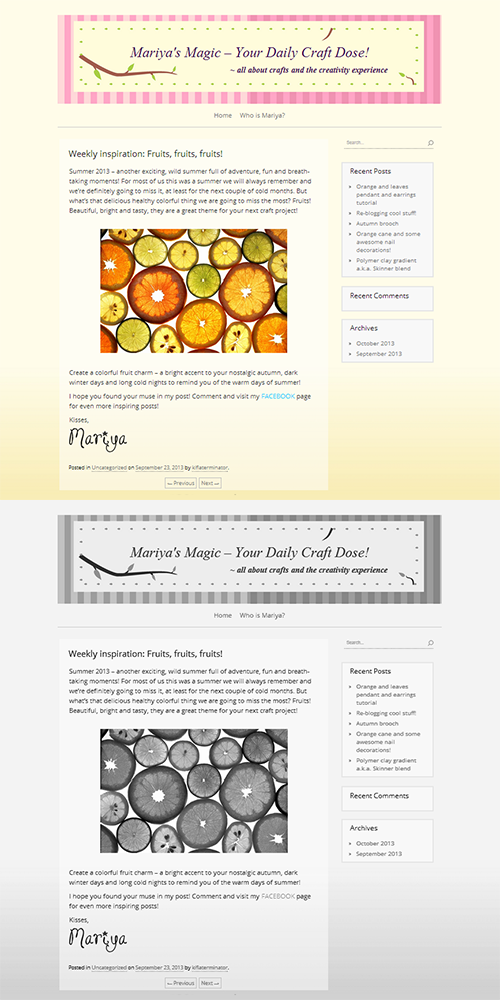 Mariya's Magic – Your Daily Craft Dose!
~ all about crafts and the creativity experience
Home Who is Mariya?
Weekly inspiration: Fruits, fruits, fruits!
Summer 2013 – another exciting, wild summer full of adventure, fun and breath-
taking moments! For most of us this was a summer we will always remember and
we're definitely going to miss it, at least for the next couple of cold months. But
what's that delicious healthy colorful thing we are going to miss the most? Fruits!
Beautiful, bright and tasty, they are a great theme for your next craft project!
Create a colorful fruit charm – a bright accent to your nostalgic autumn, dark
winter days and long cold nights to remind you of the warm days of summer!
I hope you found your muse in my post! Comment and visit my FACEBOOK page
for even more inspiring posts!
Kisses,
Mariya
Posted in Uncategorized on September 23, 2013 by kiflaterminator.
← Previous Next →
Search...
Recent Posts
Orange and leaves
pendant and earrings
tutorial
Re-blogging cool stuff!
Autumn brooch
Orange cane and some
awesome nail
decorations!
Polymer clay gradient
a.k.a. Skinner blend
Recent Comments
Archives
October 2013
September 2013
Mariya's Magic – Your Daily Craft Dose!
~ all about crafts and the creativity experience
Home Who is Mariya?
Weekly inspiration: Fruits, fruits, fruits!
Summer 2013 – another exciting, wild summer full of adventure, fun and breath-
taking moments! For most of us this was a summer we will always remember and
we're definitely going to miss it, at least for the next couple of cold months. But
what's that delicious healthy colorful thing we are going to miss the most? Fruits!
Beautiful, bright and tasty, they are a great theme for your next craft project!
Create a colorful fruit charm – a bright accent to your nostalgic autumn, dark
winter days and long cold nights to remind you of the warm days of summer!
I hope you found your muse in my post! Comment and visit my FACEBOOK page
for even more inspiring posts!
Kisses,
Mariya
Posted in Uncategorized on September 23, 2013 by kiflaterminator.
← Previous Next →
Search...
Recent Posts
Orange and leaves
pendant and earrings
tutorial
Re-blogging cool stuff!
Autumn brooch
Orange cane and some
awesome nail
decorations!
Polymer clay gradient
a.k.a. Skinner blend
Recent Comments
Archives
October 2013
September 2013